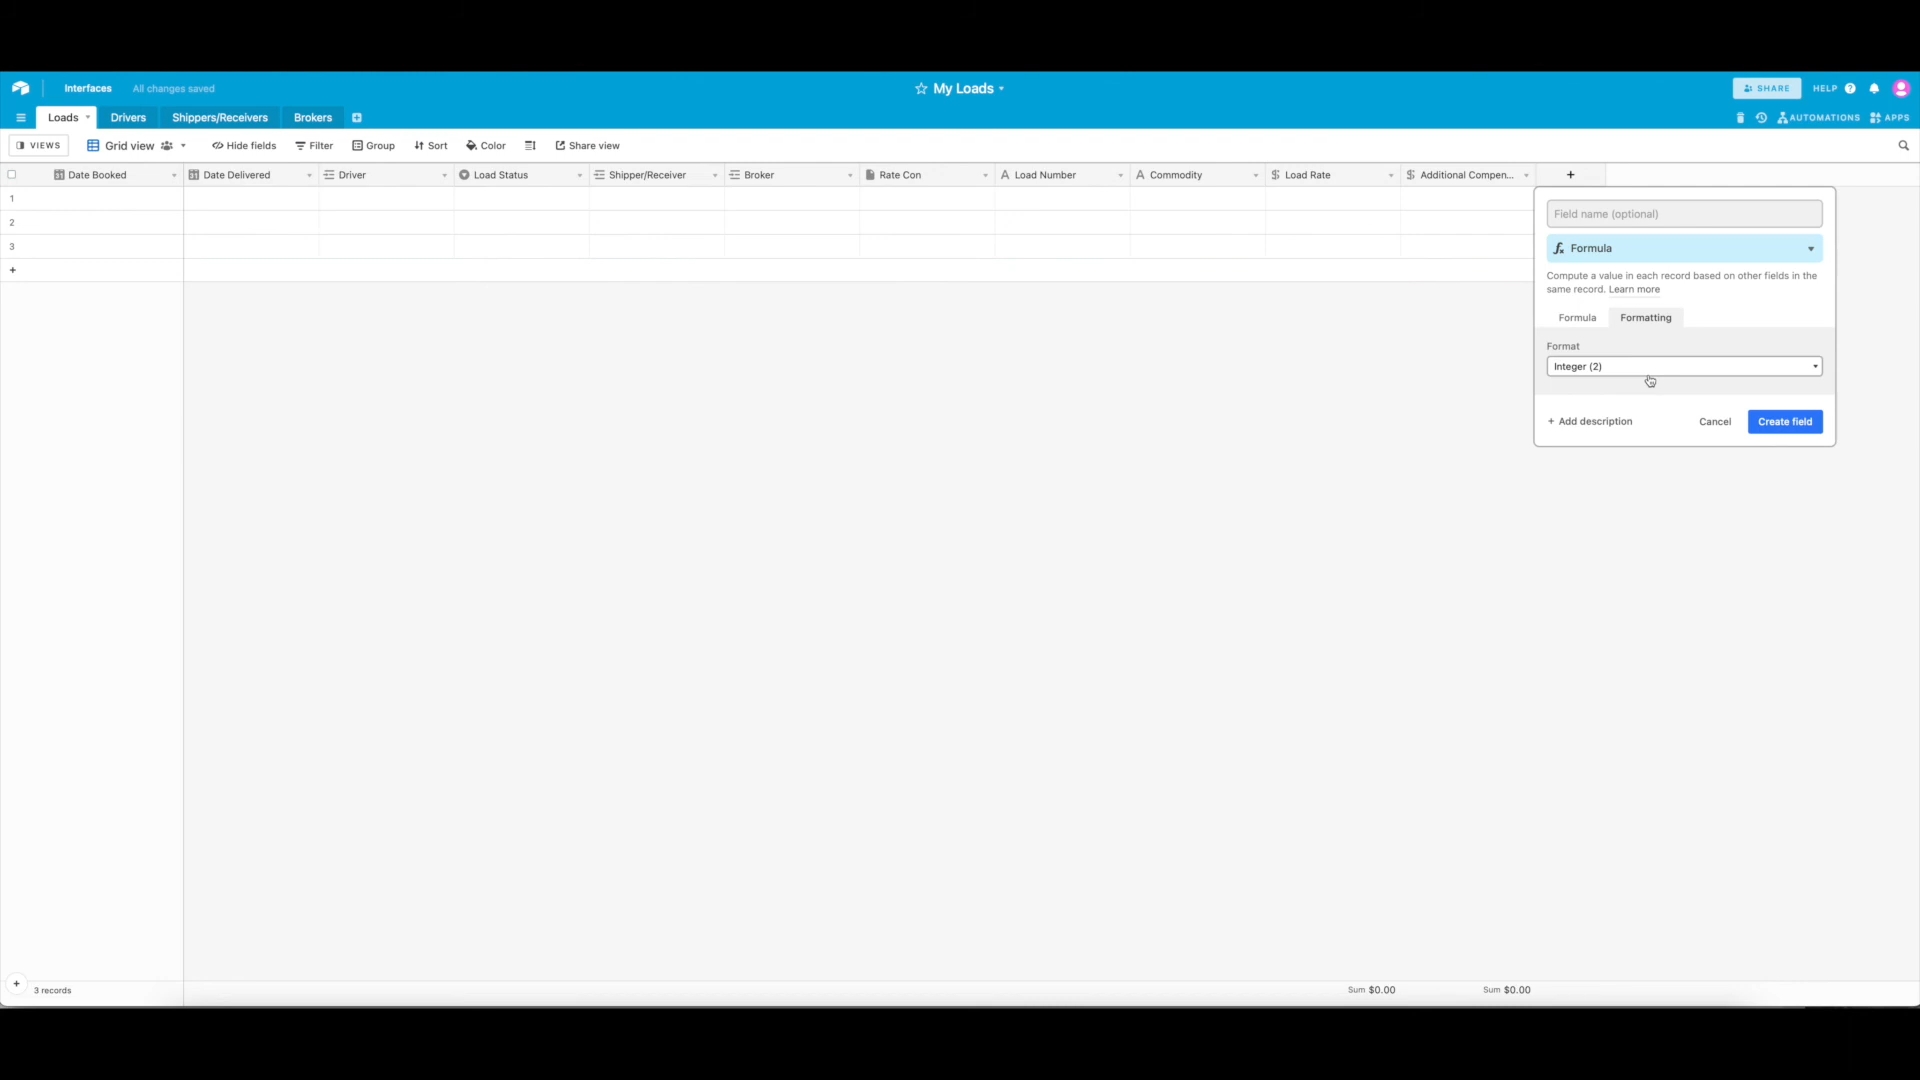 Interfaces
All changes saved
My Loads
SHARE
HELP
Loads
Drivers
Shippers/Receivers
Brokers
AUTOMATIONS
APPS
VIEWS
Grid view
Hide fields
Filter
Group
Sort
Color
Share view
Date Booked
Date Delivered
Driver
Load Status
Shipper/Receiver
Broker
Rate Con
Load Number
Commodity
Load Rate
Additional Compen...
1
2
3
Field name (optional)
Formula
Compute a value in each record based on other fields in the
same record. Learn more
Formula
Formatting
Format
Integer (2)
+ Add description
Cancel
Create field
3 records
Sum $0.00
Sum $0.00